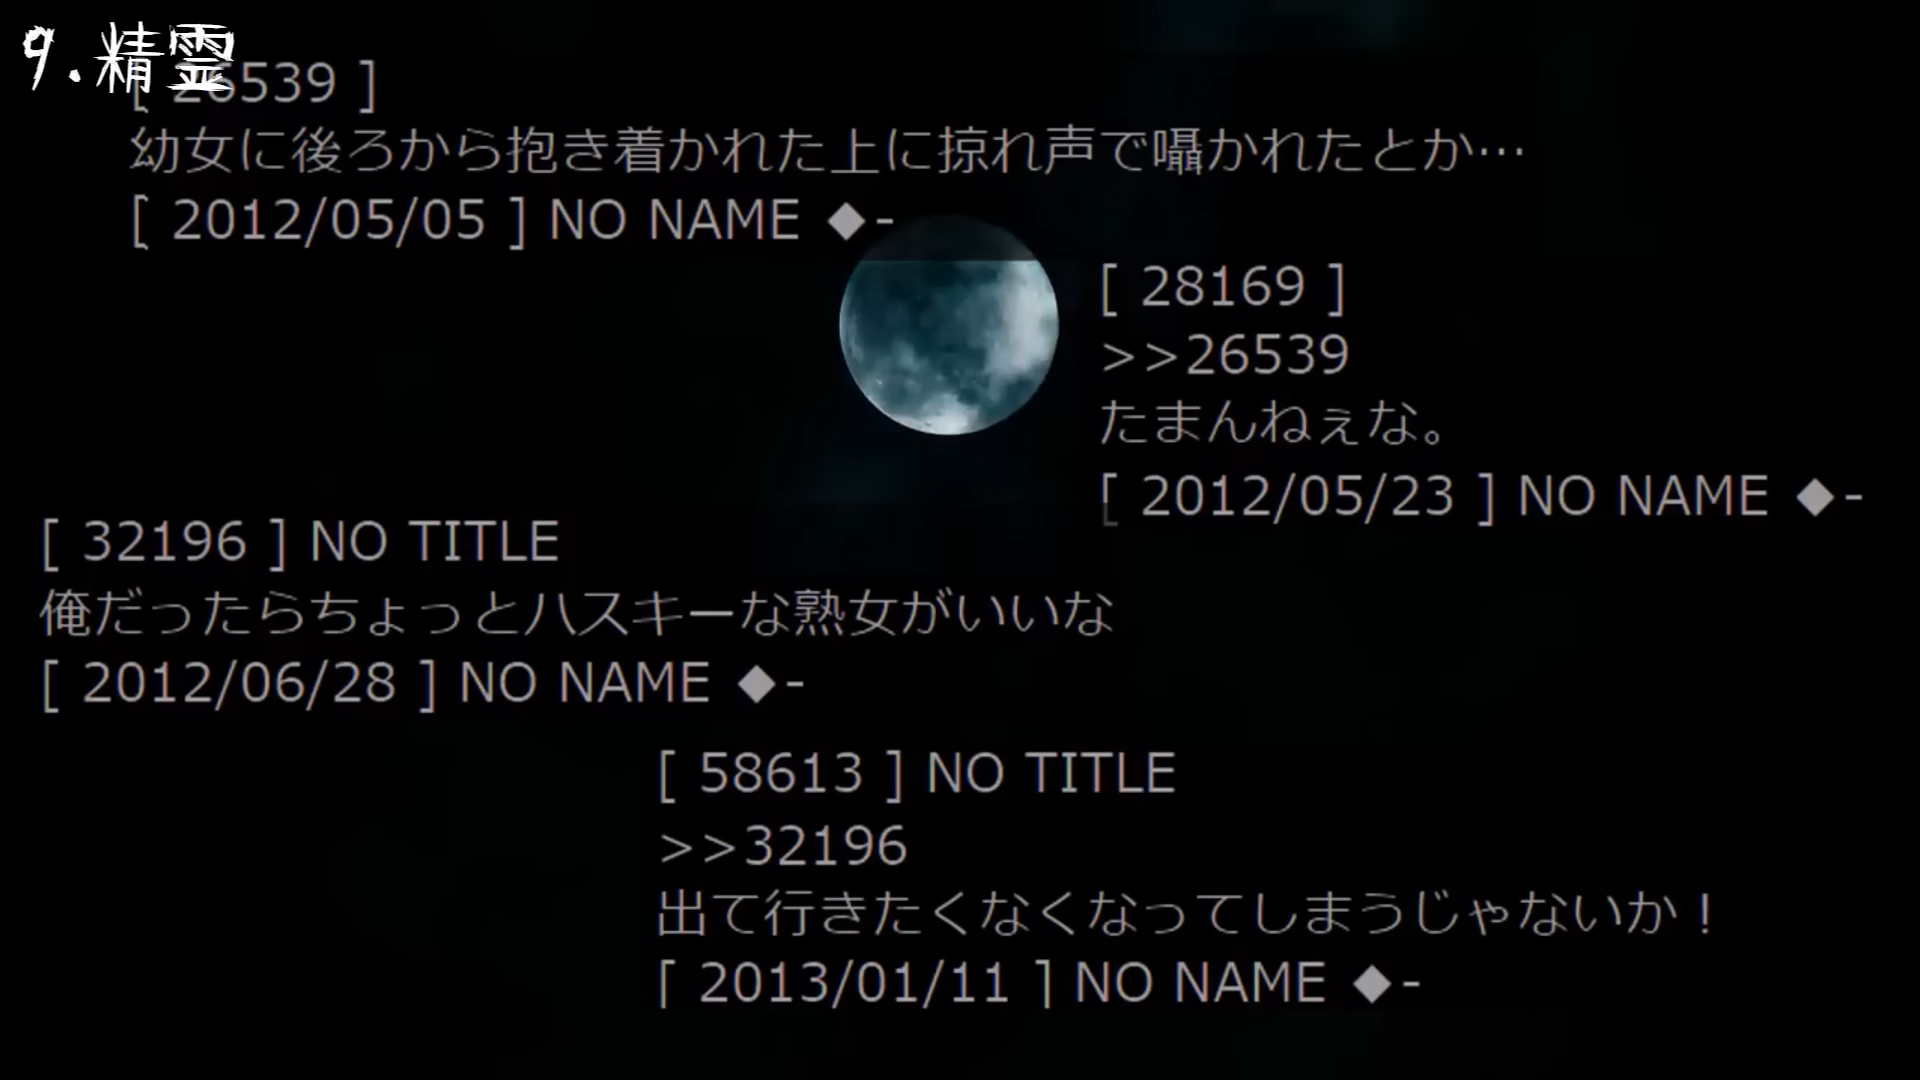 9.精霊
[ 26539 ]
幼女に後ろから抱き着かれた上に掠れ声で囁かれたとか…
[ 2012/05/05 ] NO NAME ◆-
[ 28169 ]
>>26539
たまんねぇな。
[ 2012/05/23 ] NO NAME ◆-
[ 32196 ] NO TITLE
俺だったらちょっとハスキーな熟女がいいな
[ 2012/06/28 ] NO NAME ◆-
[ 58613 ] NO TITLE
>>32196
出て行きたくなくなってしまうじゃないか！
[ 2013/01/11 ] NO NAME ◆-